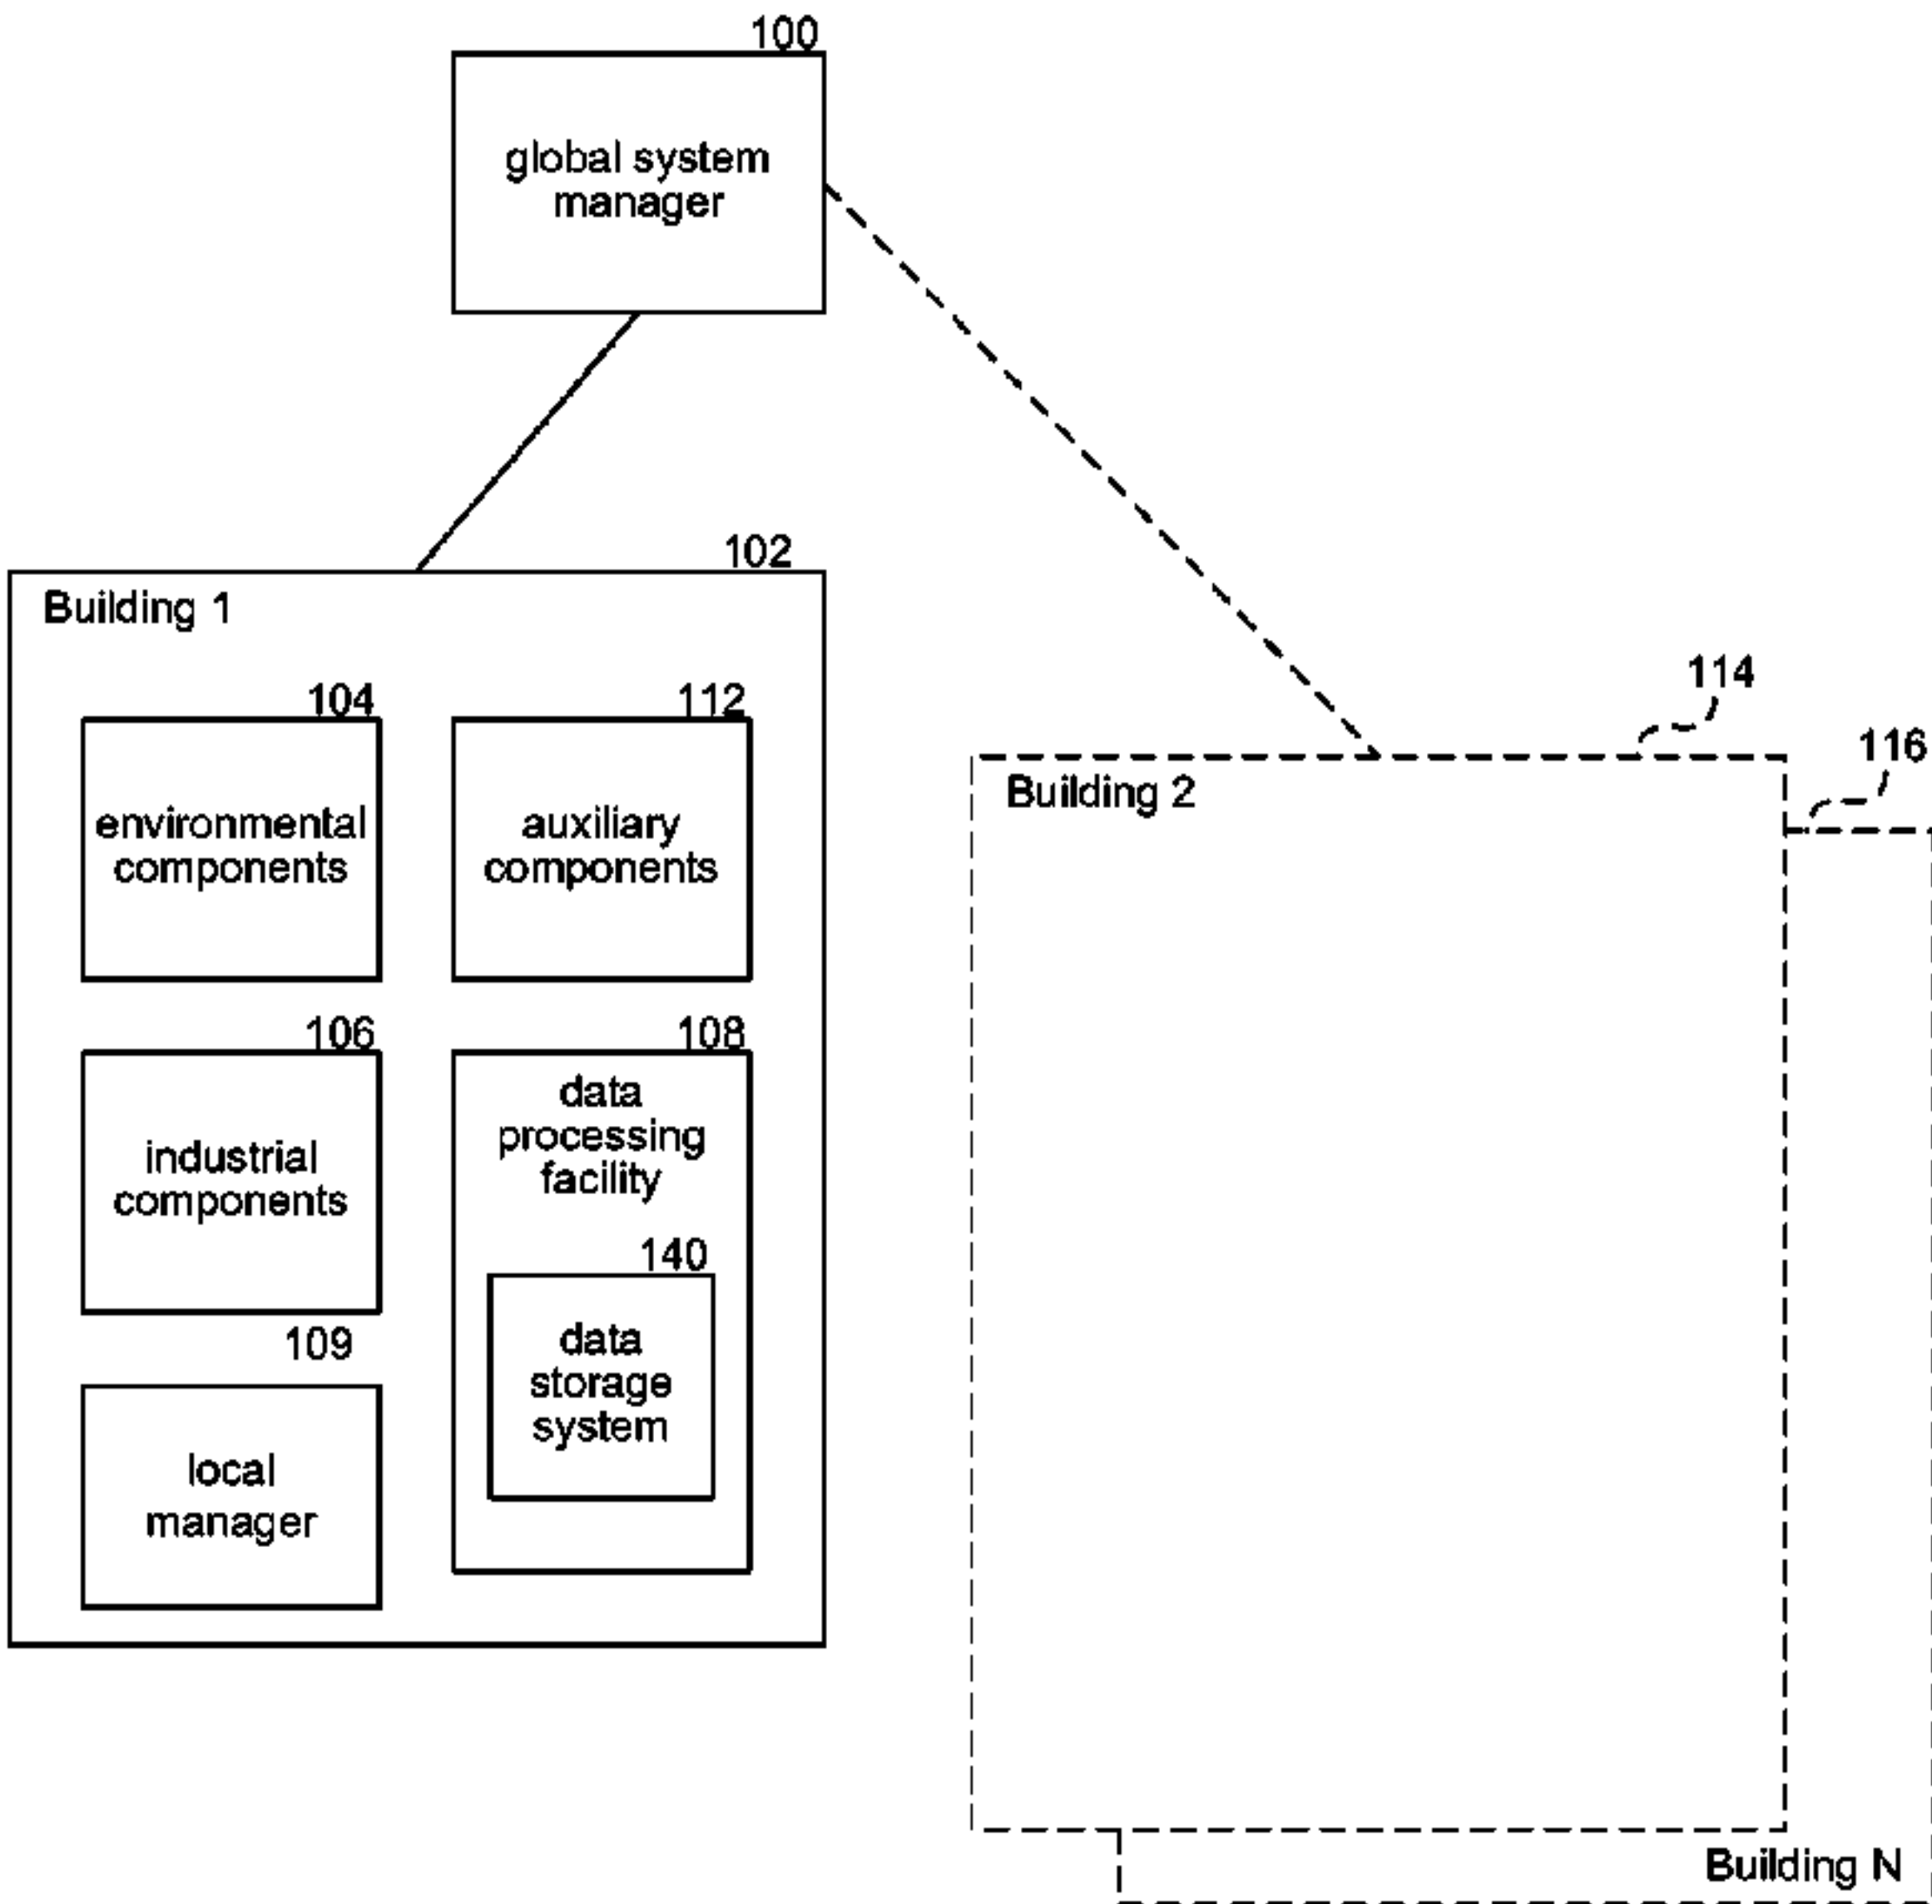 100
global system
manager
102
Building 1
104
environmental
components
112
auxiliary
components
106
industrial
components
108
data
processing
facility
140
data
storage
system
109
local
manager
114
116
Building 2
Building N